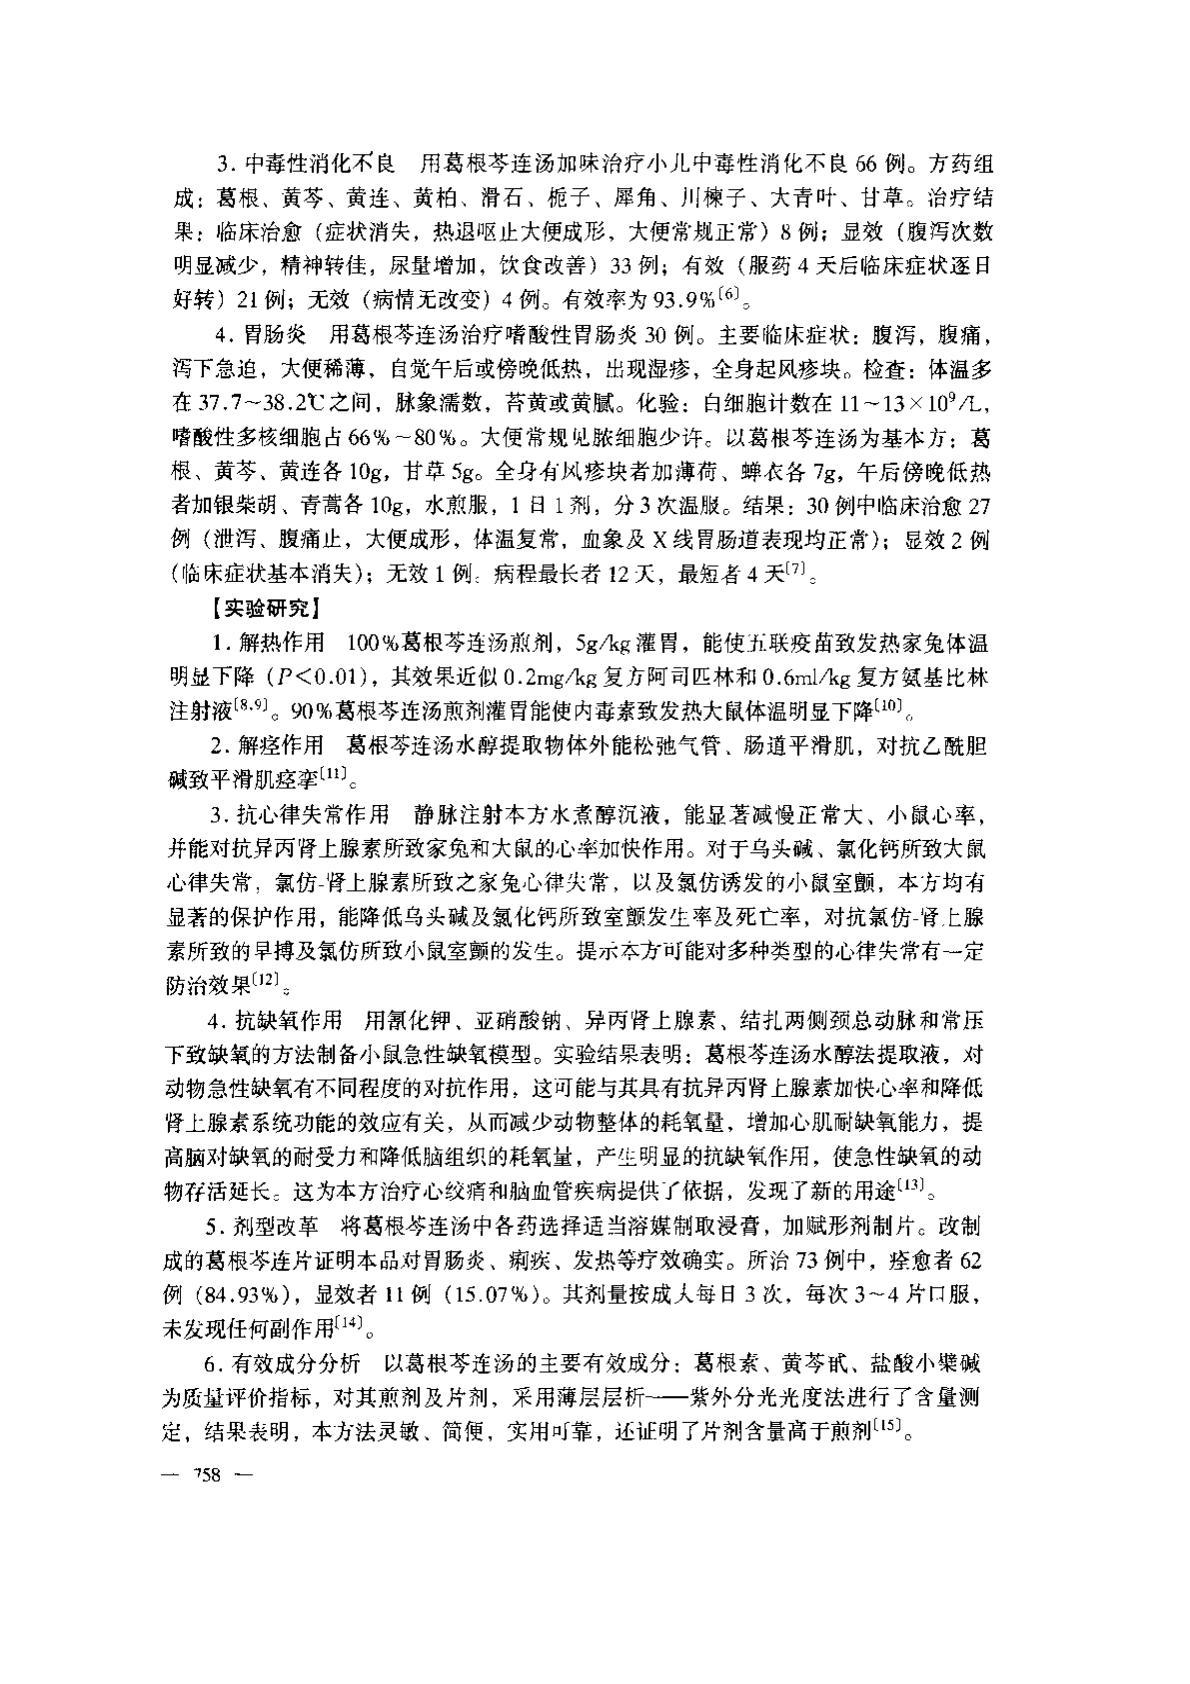 3. 中毒性消化不良　用葛根芩连汤加味治疗小儿中毒性消化不良 66 例。方药组
成：葛根、黄芩、黄连、黄柏、滑石、栀子、犀角、川楝子、大青叶、甘草。治疗结
果：临床治愈（症状消失，热退呕止大便成形，大便常规正常）8 例；显效（腹泻次数
明显减少，精神转佳，尿量增加，饮食改善）33 例；有效（服药 4 天后临床症状逐日
好转）21 例；无效（病情无改变）4 例。有效率为 93.9%〔6〕。
4. 胃肠炎　用葛根芩连汤治疗嗜酸性胃肠炎 30 例。主要临床症状：腹泻，腹痛，
泻下急迫，大便稀薄，自觉午后或傍晚低热，出现湿疹，全身起风疹块。检查：体温多
在 37.7～38.2℃之间，脉象濡数，苔黄或黄腻。化验：白细胞计数在 11～13×10⁹/L，
嗜酸性多核细胞占 66%～80%。大便常规见脓细胞少许。以葛根芩连汤为基本方：葛
根、黄芩、黄连各 10g，甘草 5g。全身有风疹块者加薄荷、蝉衣各 7g，午后傍晚低热
者加银柴胡、青蒿各 10g，水煎服，1 日 1 剂，分 3 次温服。结果：30 例中临床治愈 27
例（泄泻、腹痛止，大便成形，体温复常，血象及 X 线胃肠道表现均正常）；显效 2 例
（临床症状基本消失）；无效 1 例。病程最长者 12 天，最短者 4 天〔7〕。
【实验研究】
1. 解热作用　100%葛根芩连汤煎剂，5g/kg 灌胃，能使五联疫苗致发热家兔体温
明显下降（P＜0.01），其效果近似 0.2mg/kg 复方阿司匹林和 0.6ml/kg 复方氨基比林
注射液〔8,9〕。90%葛根芩连汤煎剂灌胃能使内毒素致发热大鼠体温明显下降〔10〕。
2. 解痉作用　葛根芩连汤水醇提取物体外能松弛气管、肠道平滑肌，对抗乙酰胆
碱致平滑肌痉挛〔11〕。
3. 抗心律失常作用　静脉注射本方水煮醇沉液，能显著减慢正常大、小鼠心率，
并能对抗异丙肾上腺素所致家兔和大鼠的心率加快作用。对于乌头碱、氯化钙所致大鼠
心律失常，氯仿-肾上腺素所致之家兔心律失常，以及氯仿诱发的小鼠室颤，本方均有
显著的保护作用，能降低乌头碱及氯化钙所致室颤发生率及死亡率，对抗氯仿-肾上腺
素所致的早搏及氯仿所致小鼠室颤的发生。提示本方可能对多种类型的心律失常有一定
防治效果〔12〕。
4. 抗缺氧作用　用氰化钾、亚硝酸钠、异丙肾上腺素、结扎两侧颈总动脉和常压
下致缺氧的方法制备小鼠急性缺氧模型。实验结果表明：葛根芩连汤水醇法提取液，对
动物急性缺氧有不同程度的对抗作用，这可能与其具有抗异丙肾上腺素加快心率和降低
肾上腺素系统功能的效应有关，从而减少动物整体的耗氧量，增加心肌耐缺氧能力，提
高脑对缺氧的耐受力和降低脑组织的耗氧量，产生明显的抗缺氧作用，使急性缺氧的动
物存活延长。这为本方治疗心绞痛和脑血管疾病提供了依据，发现了新的用途〔13〕。
5. 剂型改革　将葛根芩连汤中各药选择适当溶媒制取浸膏，加赋形剂制片。改制
成的葛根芩连片证明本品对胃肠炎、痢疾、发热等疗效确实。所治 73 例中，痊愈者 62
例（84.93%），显效者 11 例（15.07%）。其剂量按成人每日 3 次，每次 3～4 片口服，
未发现任何副作用〔14〕。
6. 有效成分分析　以葛根芩连汤的主要有效成分：葛根素、黄芩甙、盐酸小檗碱
为质量评价指标，对其煎剂及片剂，采用薄层层析——紫外分光光度法进行了含量测
定，结果表明，本方法灵敏、简便，实用可靠，还证明了片剂含量高于煎剂〔15〕。
— 758 —